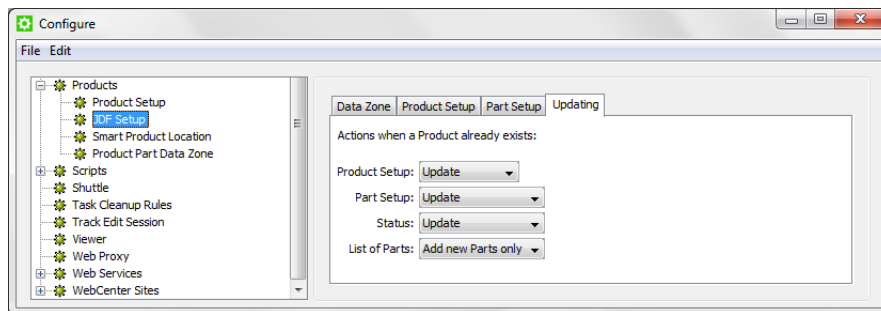 Configure
File Edit
Products
Product Setup
JDF Setup
Smart Product Location
Product Part Data Zone
Scripts
Shuttle
Task Cleanup Rules
Track Edit Session
Viewer
Web Proxy
Web Services
WebCenter Sites
Data Zone Product Setup Part Setup Updating
Actions when a Product already exists:
Product Setup: Update
Part Setup: Update
Status: Update
List of Parts: Add new Parts only